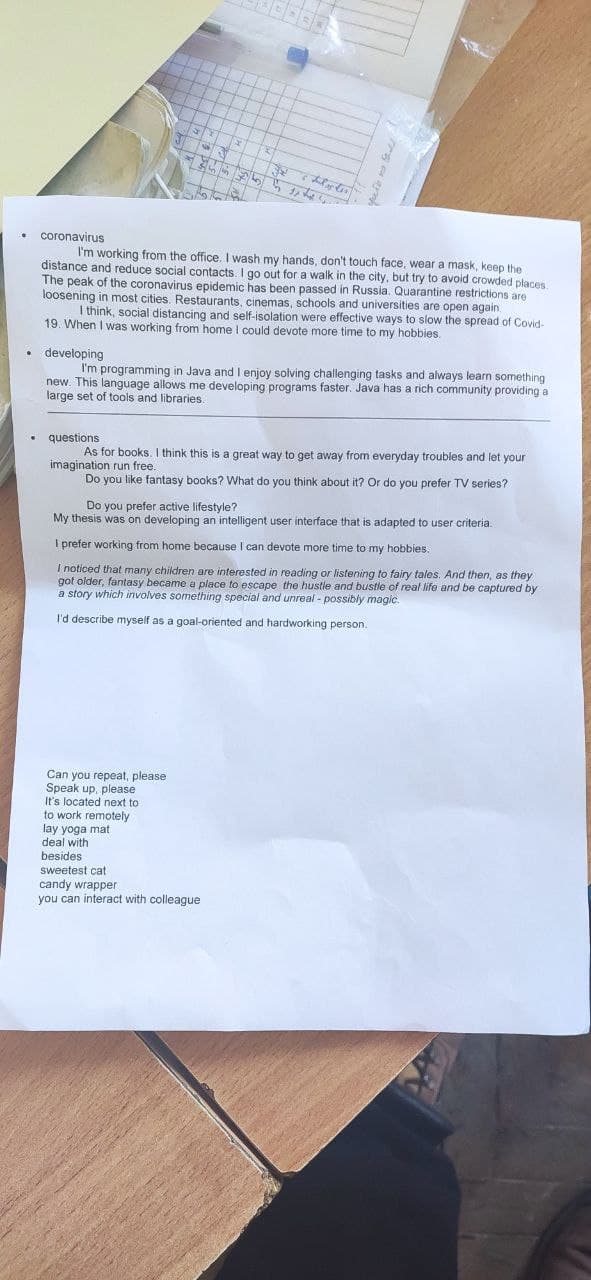 • coronavirus
I'm working from the office. I wash my hands, don't touch face, wear a mask, keep the
distance and reduce social contacts. I go out for a walk in the city, but try to avoid crowded places.
The peak of the coronavirus epidemic has been passed in Russia. Quarantine restrictions are
loosening in most cities. Restaurants, cinemas, schools and universities are open again.
I think, social distancing and self-isolation were effective ways to slow the spread of Covid-
19. When I was working from home I could devote more time to my hobbies.
• developing
I'm programming in Java and I enjoy solving challenging tasks and always learn something
new. This language allows me developing programs faster. Java has a rich community providing a
large set of tools and libraries.
• questions
As for books. I think this is a great way to get away from everyday troubles and let your
imagination run free.
Do you like fantasy books? What do you think about it? Or do you prefer TV series?
Do you prefer active lifestyle?
My thesis was on developing an intelligent user interface that is adapted to user criteria.
I prefer working from home because I can devote more time to my hobbies.
I noticed that many children are interested in reading or listening to fairy tales. And then, as they
got older, fantasy became a place to escape the hustle and bustle of real life and be captured by
a story which involves something special and unreal - possibly magic.
I'd describe myself as a goal-oriented and hardworking person.
Can you repeat, please
Speak up, please
It's located next to
to work remotely
lay yoga mat
deal with
besides
sweetest cat
candy wrapper
you can interact with colleague